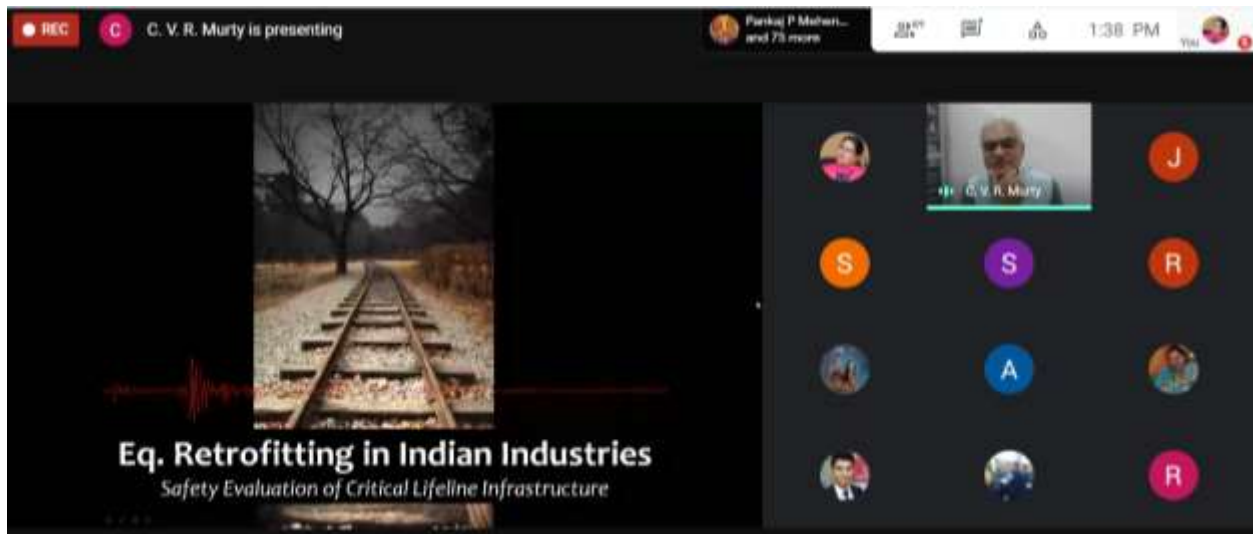 REC
C
C. V. R. Murty is presenting
Pankaj P Mehen...
and 75 more
1:38 PM
You
J
C. V. R. Murty
S
S
R
A
R
Eq. Retrofitting in Indian Industries
Safety Evaluation of Critical Lifeline Infrastructure